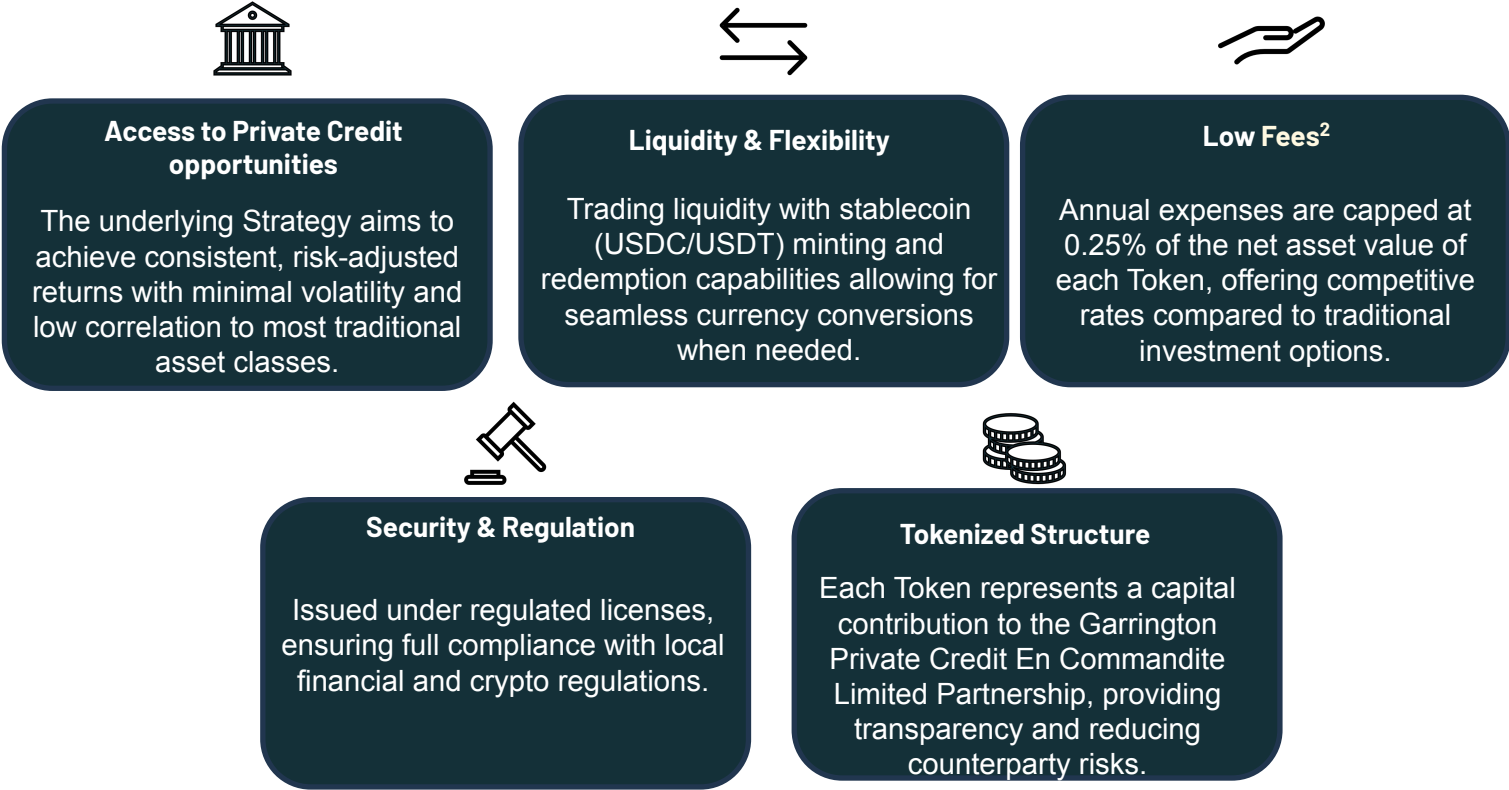 Access to Private Credit
opportunities
The underlying Strategy aims to
achieve consistent, risk-adjusted
returns with minimal volatility and
low correlation to most traditional
asset classes.
Liquidity & Flexibility
Trading liquidity with stablecoin
(USDC/USDT) minting and
redemption capabilities allowing for
seamless currency conversions
when needed.
Low Fees²
Annual expenses are capped at
0.25% of the net asset value of
each Token, offering competitive
rates compared to traditional
investment options.
Security & Regulation
Issued under regulated licenses,
ensuring full compliance with local
financial and crypto regulations.
Tokenized Structure
Each Token represents a capital
contribution to the Garrington
Private Credit En Commandite
Limited Partnership, providing
transparency and reducing
counterparty risks.